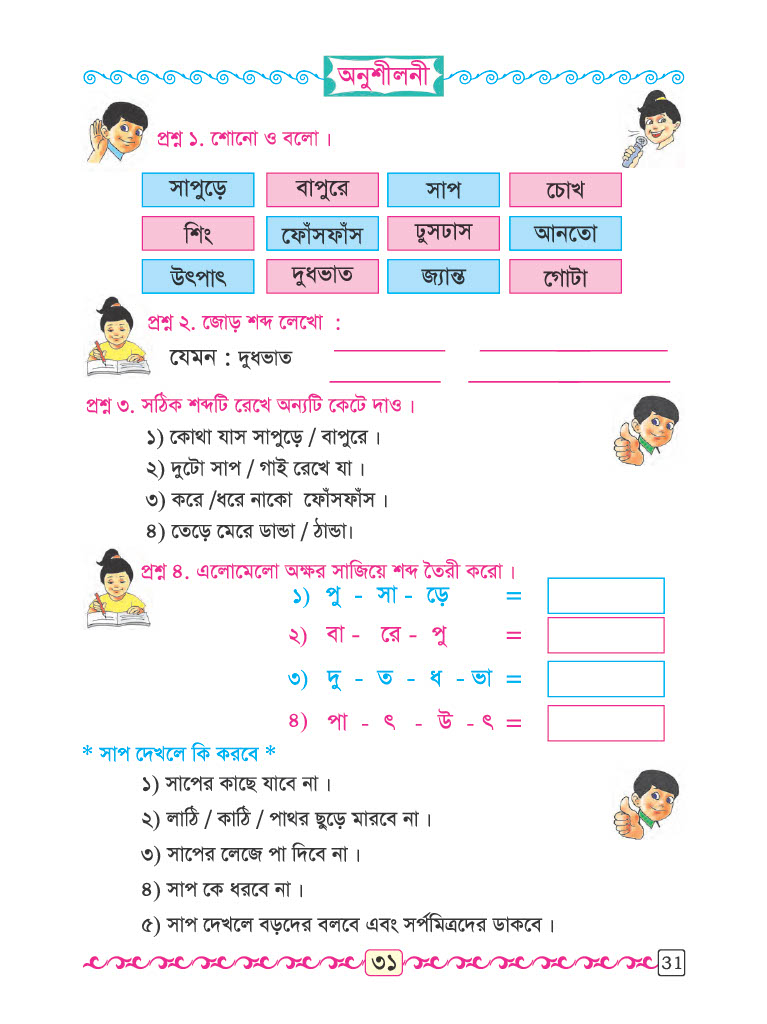 অনুশীলনী
প্রশ্ন ১. শোনো ও বলো ।
সাপুড়ে বাপুরে সাপ চোখ
শিং ফোঁসফাঁস ঢুসঢাস আনতো
উৎপাৎ দুধভাত জ্যান্ত গোটা
প্রশ্ন ২. জোড় শব্দ লেখো :
যেমন : দুধভাত
প্রশ্ন ৩. সঠিক শব্দটি রেখে অন্যটি কেটে দাও ।
১) কোথা যাস সাপুড়ে / বাপুরে ।
২) দুটো সাপ / গাই রেখে যা ।
৩) করে /ধরে নাকো ফোঁসফাঁস ।
৪) তেড়ে মেরে ডান্ডা / ঠান্ডা।
প্রশ্ন ৪. এলোমেলো অক্ষর সাজিয়ে শব্দ তৈরী করো ।
১) পু - সা - ড়ে =
২) বা - রে - পু =
৩) দু - ত - ধ - ভা =
৪) পা - ৎ - উ - ৎ =
* সাপ দেখলে কি করবে *
১) সাপের কাছে যাবে না ।
২) লাঠি / কাঠি / পাথর ছুড়ে মারবে না ।
৩) সাপের লেজে পা দিবে না ।
৪) সাপ কে ধরবে না ।
৫) সাপ দেখলে বড়দের বলবে এবং সর্পমিত্রদের ডাকবে ।
৩১ 31